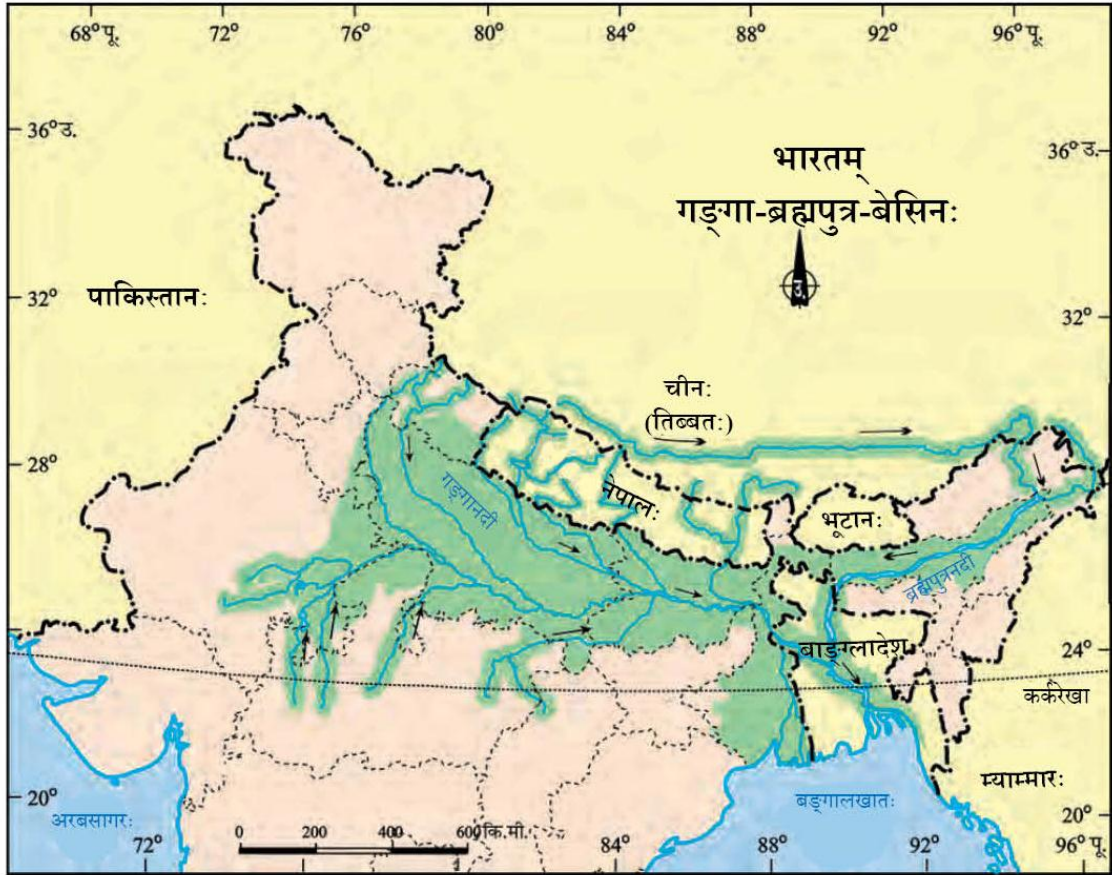 68° पू.
72°
76°
80°
84°
88°
92°
96° पू.
36° उ.
36° उ.
भारतम्
गङ्गा-ब्रह्मपुत्र-बेसिनः
उ.
पाकिस्तानः
32°
32°
चीनः
(तिब्बतः)
28°
28°
गङ्गानदी
नेपालः
भूटानः
ब्रह्मपुत्रनदी
बाङ्ग्लादेश
24°
कर्करेखा
म्याम्मारः
20°
20°
अरबसागरः
बङ्गालखातः
0 200 400 600 कि.मी.
72°
84°
88°
92°
96° पू.